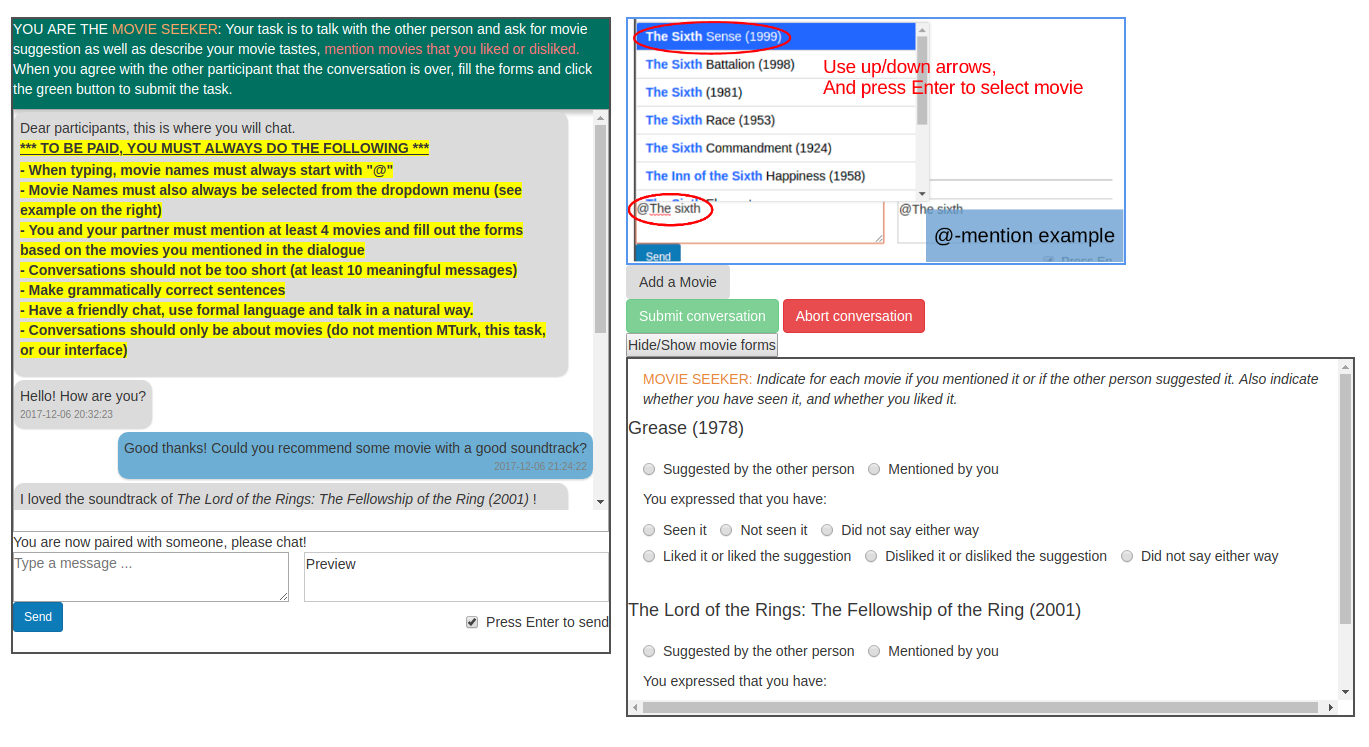 YOU ARE THE MOVIE SEEKER: Your task is to talk with the other person and ask for movie
suggestion as well as describe your movie tastes, mention movies that you liked or disliked.
When you agree with the other participant that the conversation is over, fill the forms and click
the green button to submit the task.
Dear participants, this is where you will chat.
*** TO BE PAID, YOU MUST ALWAYS DO THE FOLLOWING ***
- When typing, movie names must always start with "@"
- Movie Names must also always be selected from the dropdown menu (see
example on the right)
- You and your partner must mention at least 4 movies and fill out the forms
based on the movies you mentioned in the dialogue
- Conversations should not be too short (at least 10 meaningful messages)
- Make grammatically correct sentences
- Have a friendly chat, use formal language and talk in a natural way.
- Conversations should only be about movies (do not mention MTurk, this task,
or our interface)
Hello! How are you?
2017-12-06 20:32:23
Good thanks! Could you recommend some movie with a good soundtrack?
2017-12-06 21:24:22
I loved the soundtrack of The Lord of the Rings: The Fellowship of the Ring (2001) !
You are now paired with someone, please chat!
Type a message ...
Preview
Send
Press Enter to send
The Sixth Sense (1999)
The Sixth Battalion (1998)
The Sixth (1981)
The Sixth Race (1953)
The Sixth Commandment (1924)
The Inn of the Sixth Happiness (1958)
Use up/down arrows,
And press Enter to select movie
@The sixth
@The sixth
@-mention example
Send
Press En
Add a Movie
Submit conversation
Abort conversation
Hide/Show movie forms
MOVIE SEEKER: Indicate for each movie if you mentioned it or if the other person suggested it. Also indicate
whether you have seen it, and whether you liked it.
Grease (1978)
Suggested by the other person
Mentioned by you
You expressed that you have:
Seen it
Not seen it
Did not say either way
Liked it or liked the suggestion
Disliked it or disliked the suggestion
Did not say either way
The Lord of the Rings: The Fellowship of the Ring (2001)
Suggested by the other person
Mentioned by you
You expressed that you have: